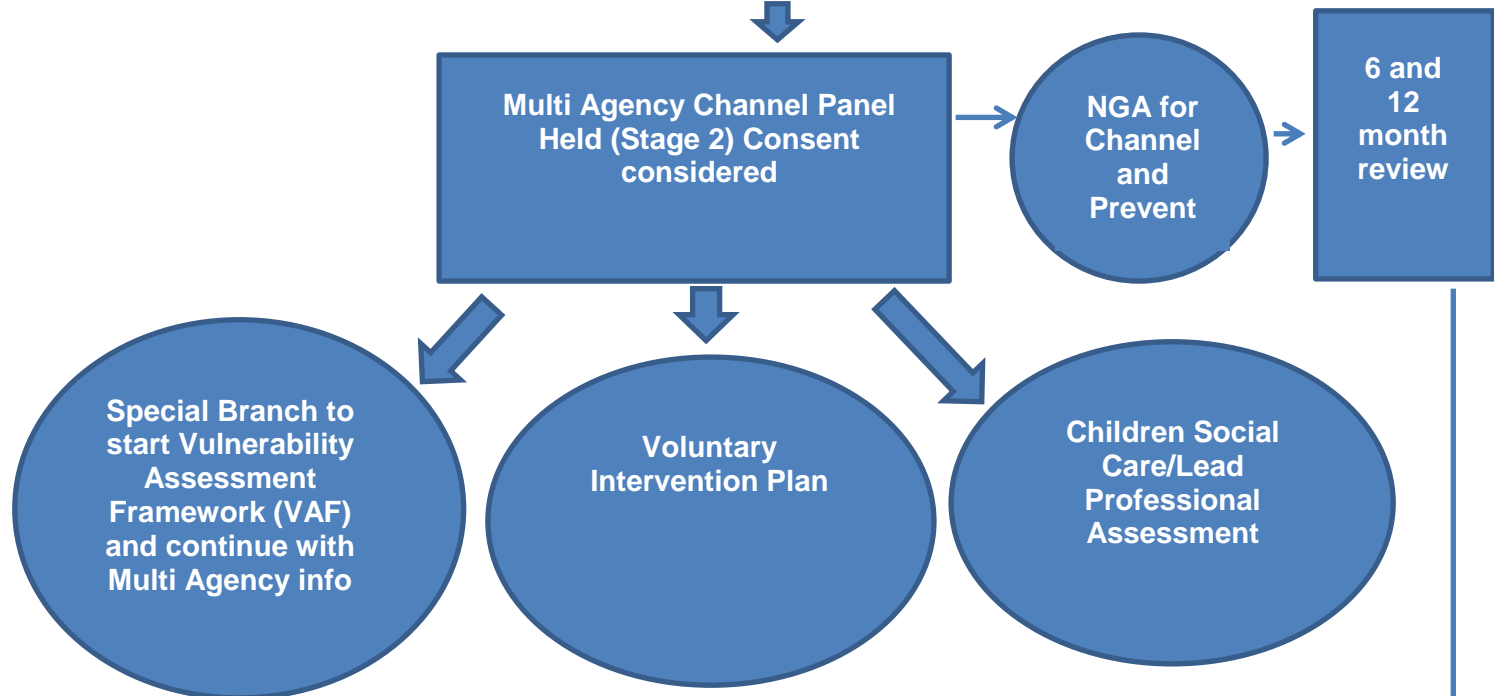 Multi Agency Channel Panel
Held (Stage 2) Consent
considered
NGA for
Channel
and
Prevent
6 and
12
month
review
Special Branch to
start Vulnerability
Assessment
Framework (VAF)
and continue with
Multi Agency info
Voluntary
Intervention Plan
Children Social
Care/Lead
Professional
Assessment